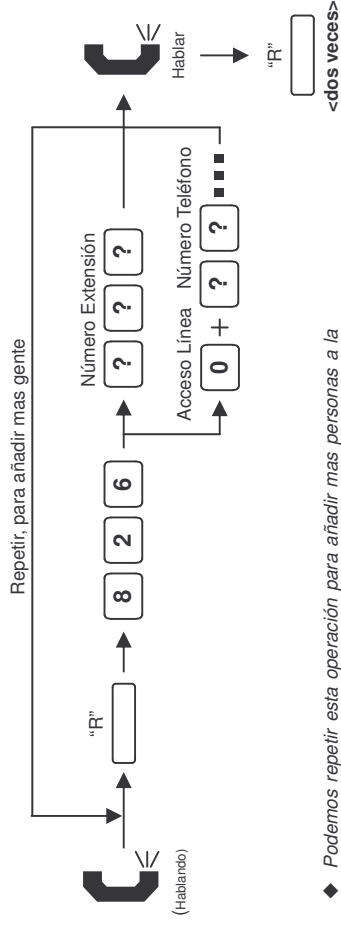 Repetir, para añadir mas gente
(Hablando)
“R”
8 2 6
Número Extensión
? ? ?
Acceso Línea Número Teléfono
0 + ? ?
Hablar
“R”
<dos veces>
◆ Podemos repetir esta operación para añadir mas personas a la